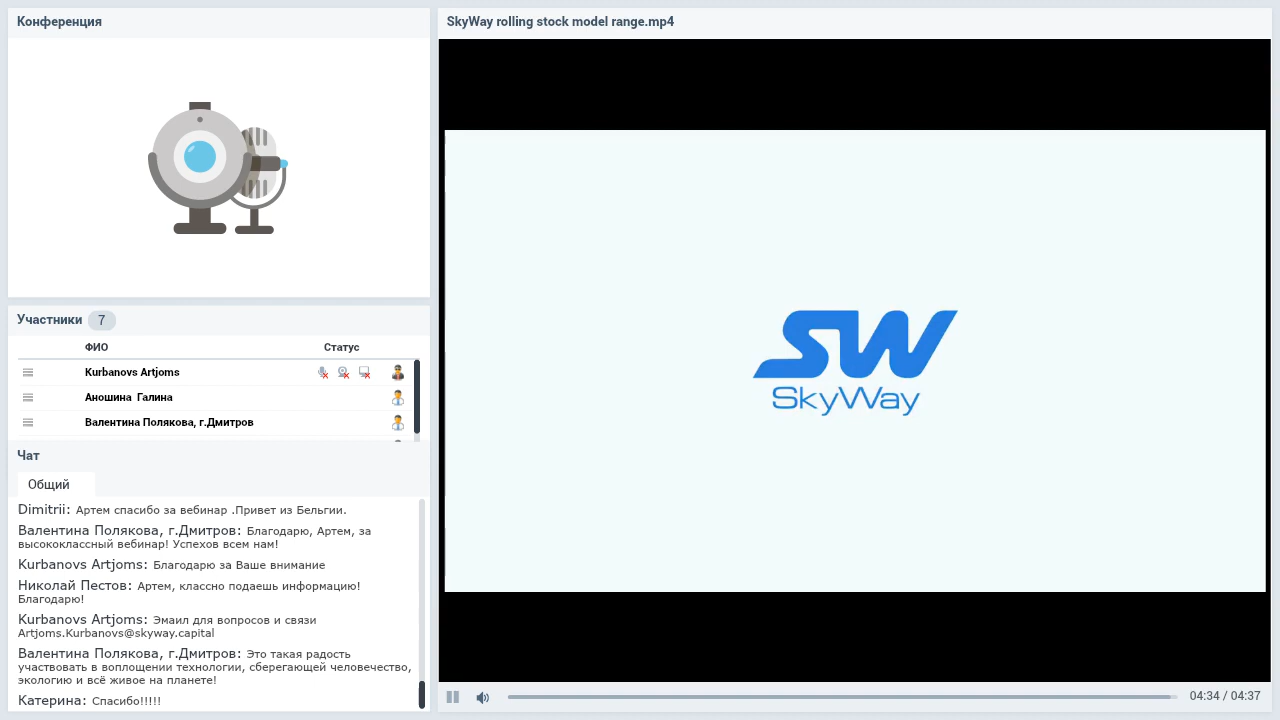 Конференция
SkyWay rolling stock model range.mp4
SW
SkyWay
Участники 7
ФИО Статус
Kurbanovs Artjoms
Аношина Галина
Валентина Полякова, г.Дмитров
Чат
Общий
Dimitrii: Артем спасибо за вебинар .Привет из Бельгии.
Валентина Полякова, г.Дмитров: Благодарю, Артем, за
высококлассный вебинар! Успехов всем нам!
Kurbanovs Artjoms: Благодарю за Ваше внимание
Николай Пестов: Артем, классно подаешь информацию!
Благодарю!
Kurbanovs Artjoms: Эмаил для вопросов и связи
Artjoms.Kurbanovs@skyway.capital
Валентина Полякова, г.Дмитров: Это такая радость
участвовать в воплощении технологии, сберегающей человечество,
экологию и всё живое на планете!
Катерина: Спасибо!!!!!
04:34 / 04:37